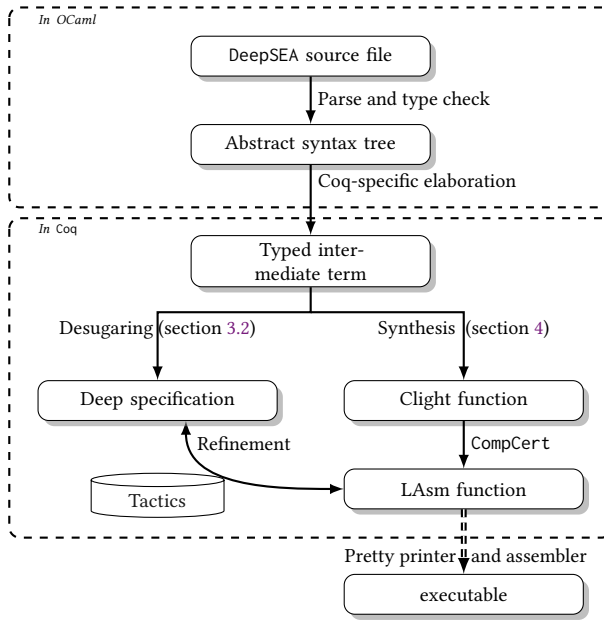 In OCaml
DeepSEA source file
Parse and type check
Abstract syntax tree
Coq-specific elaboration
In Coq
Typed inter-
mediate term
Desugaring (section 3.2)
Synthesis (section 4)
Deep specification
Clight function
Refinement
CompCert
Tactics
LAsm function
Pretty printer and assembler
executable